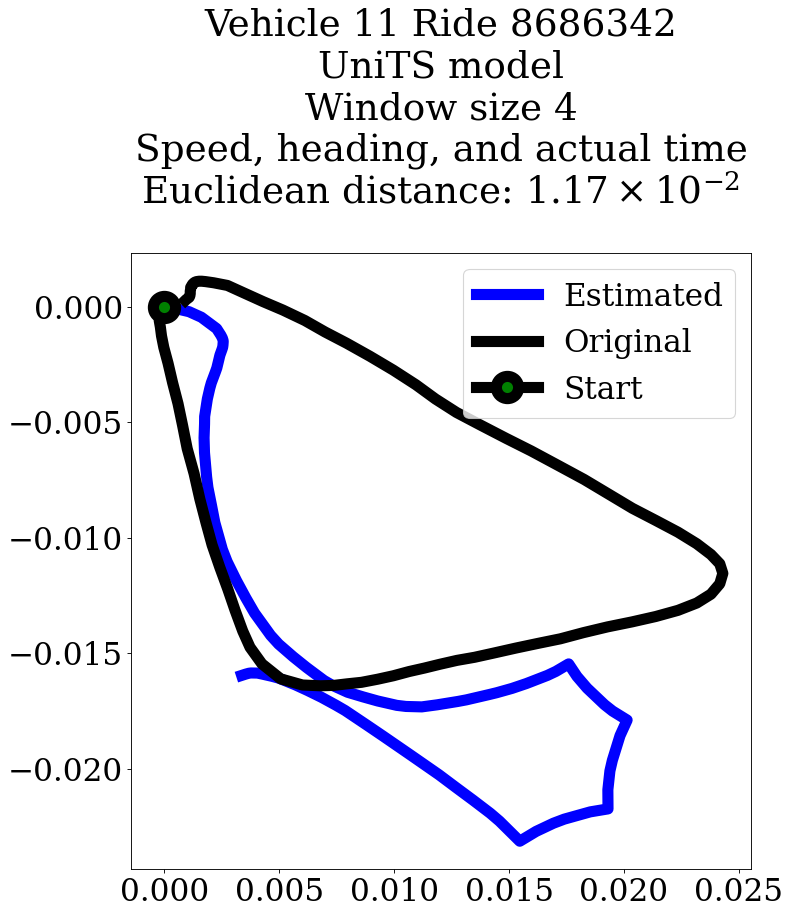 Vehicle 11 Ride 8686342
UniTS model
Window size 4
Speed, heading, and actual time
Euclidean distance: 1.17 × 10⁻²
Estimated
Original
Start
0.000
−0.005
−0.010
−0.015
−0.020
0.000 0.005 0.010 0.015 0.020 0.025